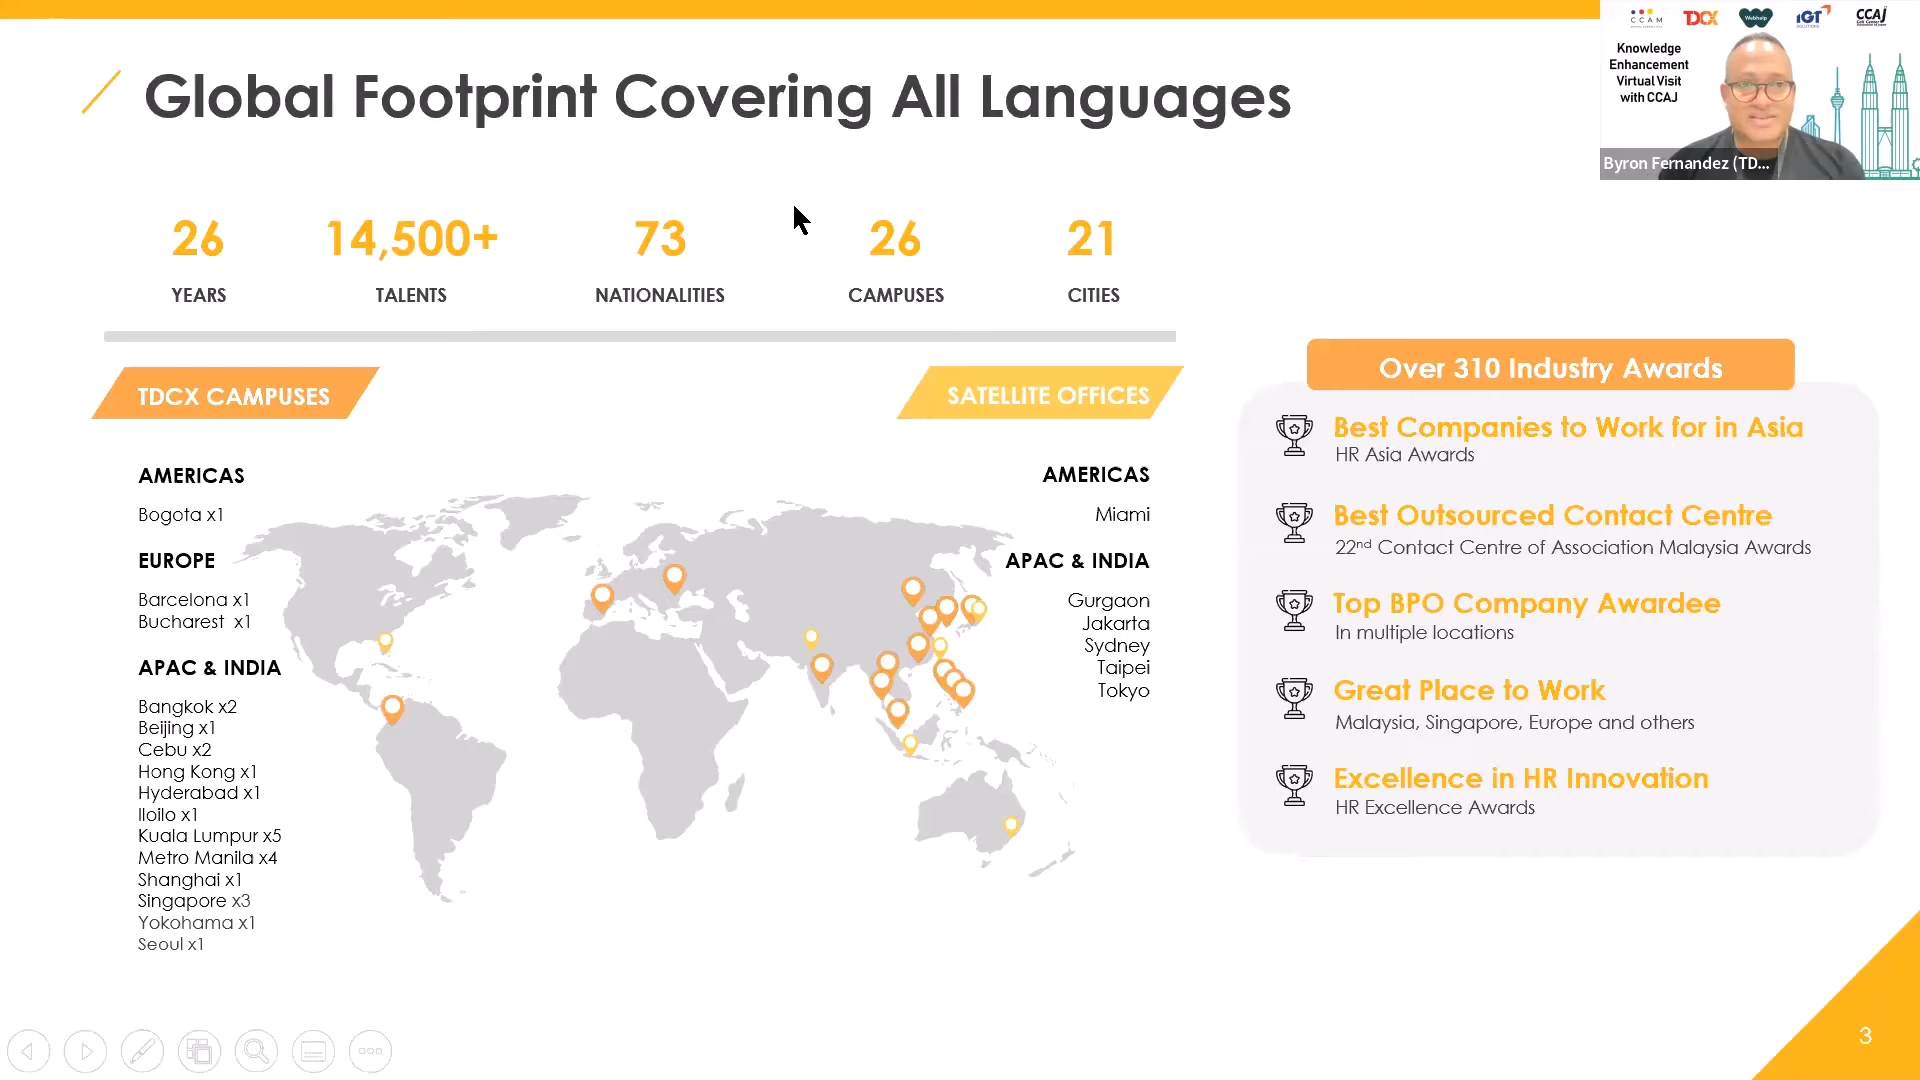 Global Footprint Covering All Languages
CCAM
TDCX
Webhelp
IGT
SOLUTIONS
CCAJ
Knowledge
Enhancement
Virtual Visit
with CCAJ
Byron Fernandez (TD...
26
YEARS
14,500+
TALENTS
73
NATIONALITIES
26
CAMPUSES
21
CITIES
TDCX CAMPUSES
AMERICAS
Bogota x1
EUROPE
Barcelona x1
Bucharest x1
APAC & INDIA
Bangkok x2
Beijing x1
Cebu x2
Hong Kong x1
Hyderabad x1
Iloilo x1
Kuala Lumpur x5
Metro Manila x4
Shanghai x1
Singapore x3
Yokohama x1
Seoul x1
SATELLITE OFFICES
AMERICAS
Miami
APAC & INDIA
Gurgaon
Jakarta
Sydney
Taipei
Tokyo
Over 310 Industry Awards
Best Companies to Work for in Asia
HR Asia Awards
Best Outsourced Contact Centre
22nd Contact Centre of Association Malaysia Awards
Top BPO Company Awardee
In multiple locations
Great Place to Work
Malaysia, Singapore, Europe and others
Excellence in HR Innovation
HR Excellence Awards
3